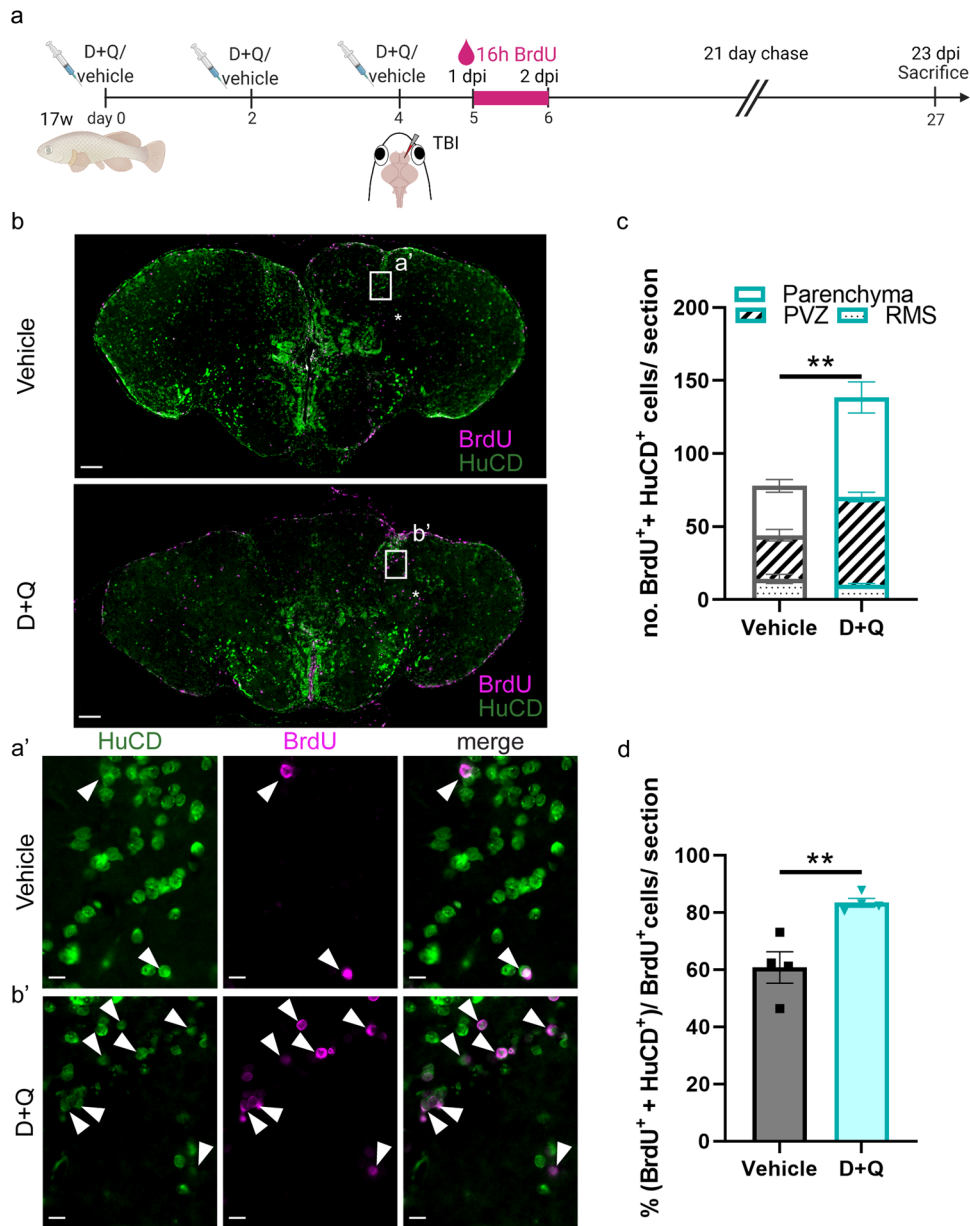 a
D+Q/
vehicle
D+Q/
vehicle
D+Q/
vehicle
16h BrdU
1 dpi
2 dpi
21 day chase
23 dpi
Sacrifice
17w
day 0
2
4
5
6
27
TBI
b
Vehicle
a’
*
BrdU
HuCD
D+Q
b’
*
BrdU
HuCD
c
Parenchyma
PVZ
RMS
no. BrdU⁺ + HuCD⁺ cells/ section
200
150
100
50
0
**
Vehicle
D+Q
HuCD
BrdU
merge
a’
Vehicle
b’
D+Q
d
% (BrdU⁺ + HuCD⁺)/ BrdU⁺ cells/ section
100
80
60
40
20
0
**
Vehicle
D+Q